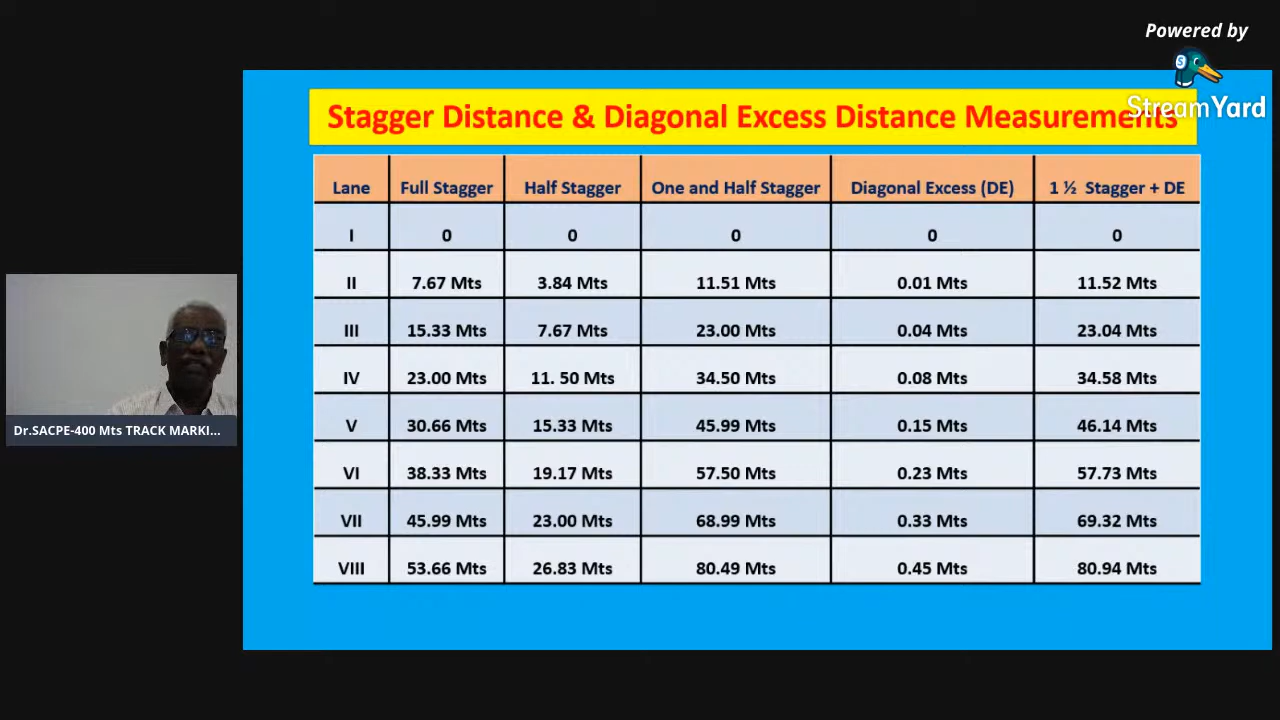 Powered by
StreamYard
Stagger Distance & Diagonal Excess Distance Measurements
Lane Full Stagger Half Stagger One and Half Stagger Diagonal Excess (DE) 1 ½ Stagger + DE
I 0 0 0 0 0
II 7.67 Mts 3.84 Mts 11.51 Mts 0.01 Mts 11.52 Mts
III 15.33 Mts 7.67 Mts 23.00 Mts 0.04 Mts 23.04 Mts
IV 23.00 Mts 11. 50 Mts 34.50 Mts 0.08 Mts 34.58 Mts
V 30.66 Mts 15.33 Mts 45.99 Mts 0.15 Mts 46.14 Mts
VI 38.33 Mts 19.17 Mts 57.50 Mts 0.23 Mts 57.73 Mts
VII 45.99 Mts 23.00 Mts 68.99 Mts 0.33 Mts 69.32 Mts
VIII 53.66 Mts 26.83 Mts 80.49 Mts 0.45 Mts 80.94 Mts
Dr.SACPE-400 Mts TRACK MARKI...